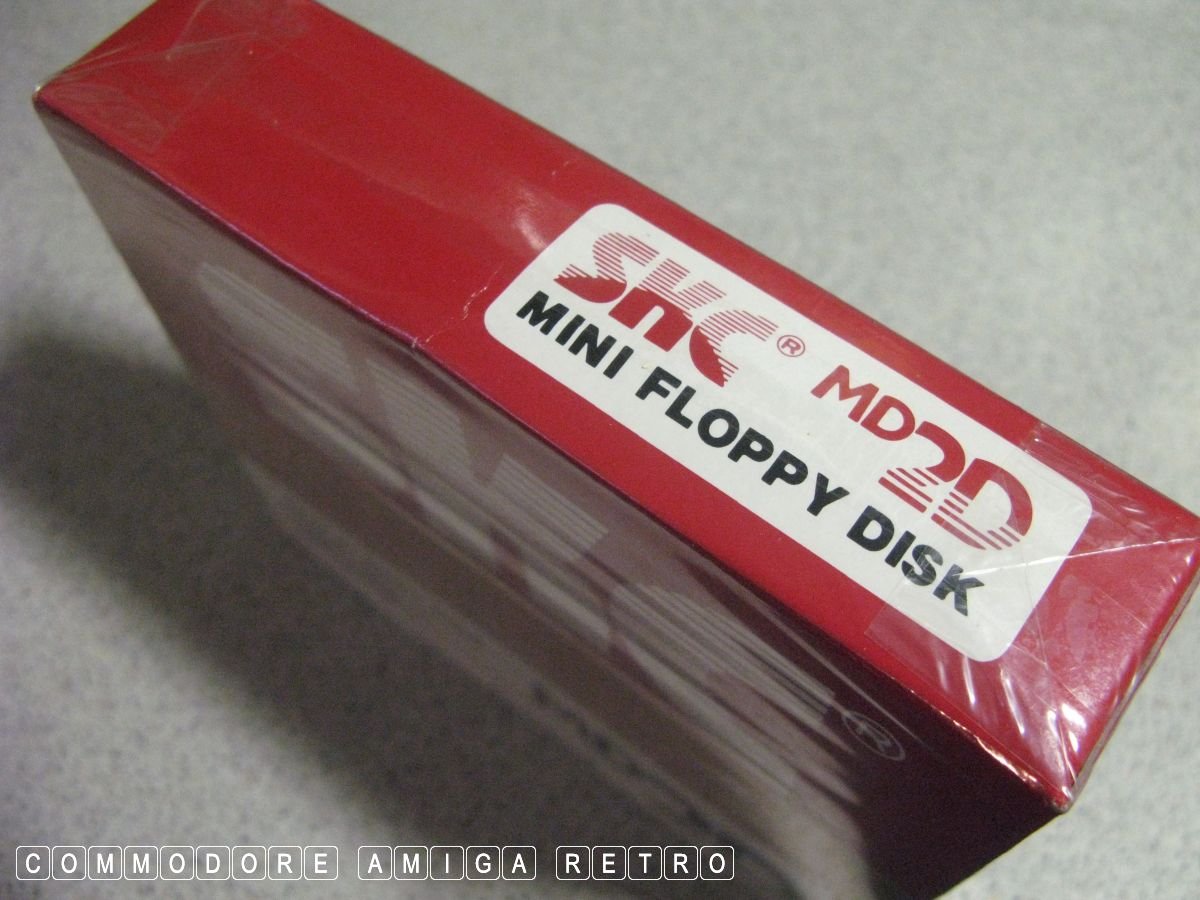 SKC® MD2D
MINI FLOPPY DISK
®
COMMODORE AMIGA RETRO